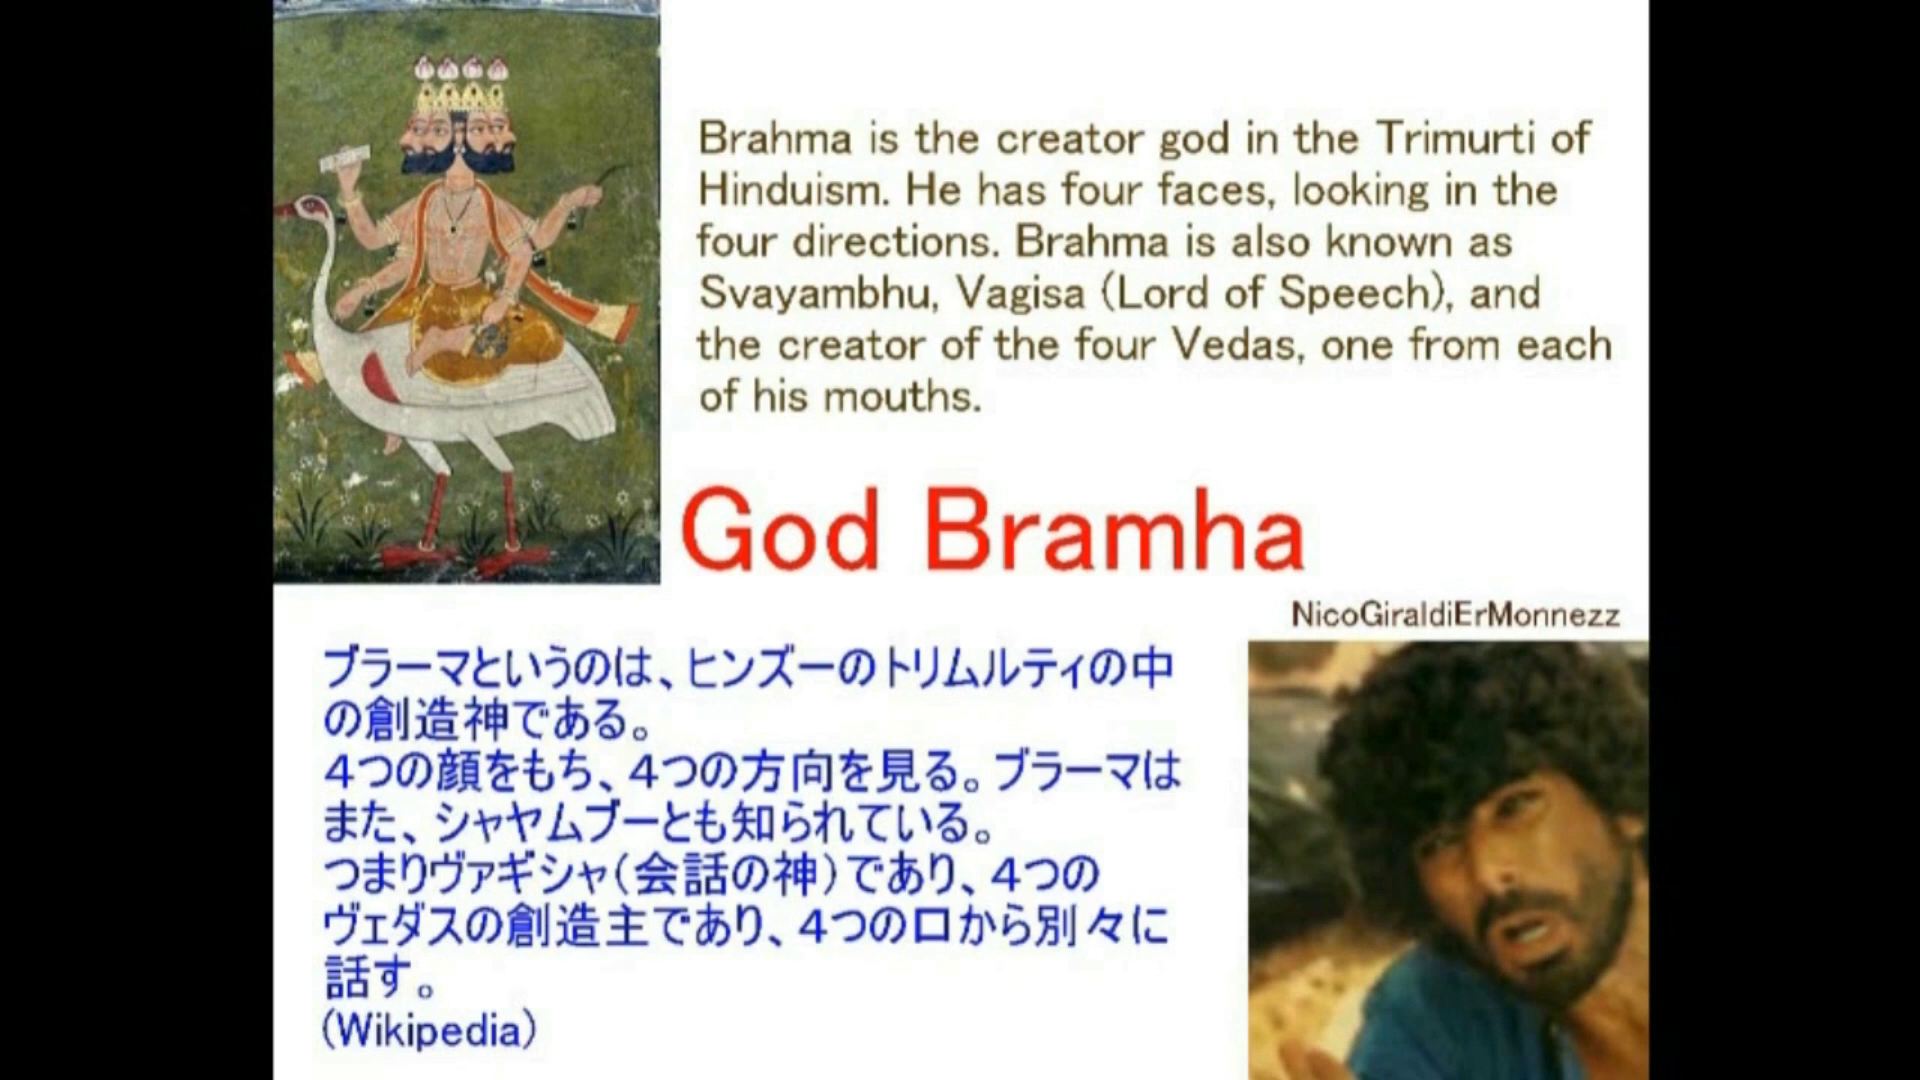 Brahma is the creator god in the Trimurti of
Hinduism. He has four faces, looking in the
four directions. Brahma is also known as
Svayambhu, Vagisa (Lord of Speech), and
the creator of the four Vedas, one from each
of his mouths.
God Bramha
NicoGiraldiErMonnezz
ブラーマというのは、ヒンズーのトリムルティの中
の創造神である。
４つの顔をもち、４つの方向を見る。ブラーマは
また、シャヤムブーとも知られている。
つまりヴァギシャ（会話の神）であり、４つの
ヴェダスの創造主であり、４つの口から別々に
話す。
(Wikipedia)